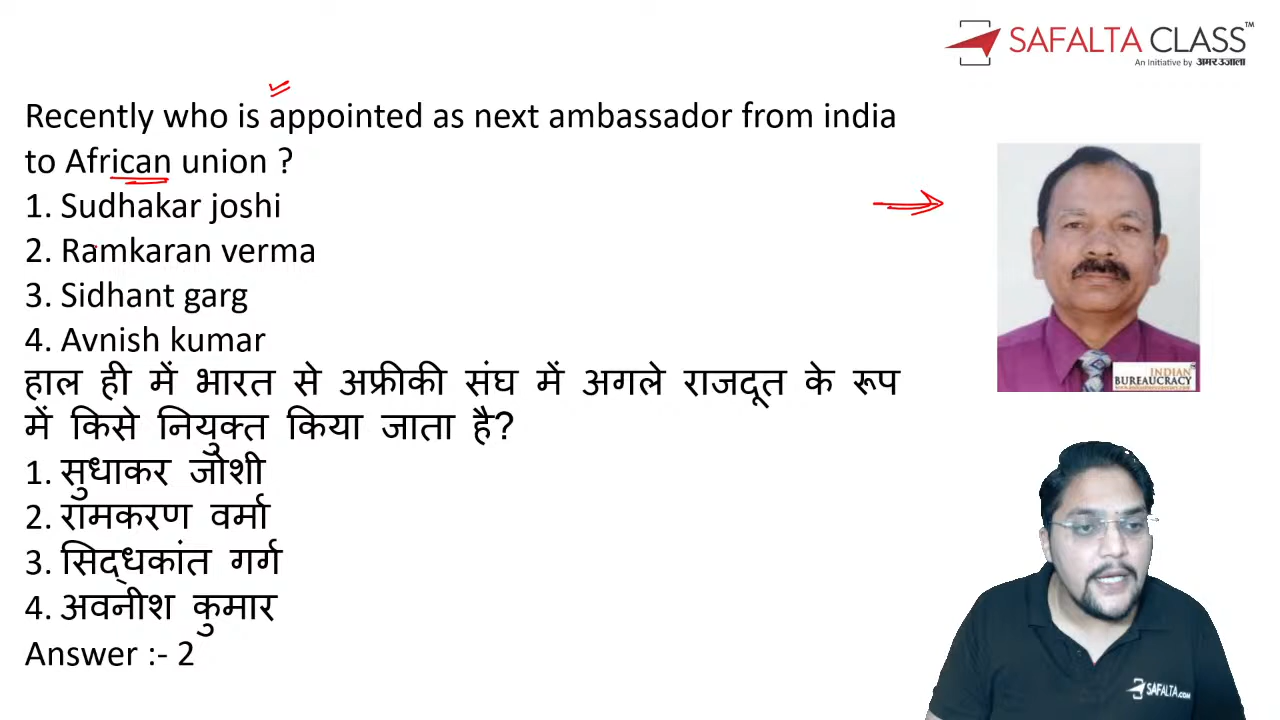 SAFALTA CLASS™
An Initiative by अमर उजाला
Recently who is appointed as next ambassador from india
to African union ?
1. Sudhakar joshi
2. Ramkaran verma
3. Sidhant garg
4. Avnish kumar
हाल ही में भारत से अफ्रीकी संघ में अगले राजदूत के रूप
में किसे नियुक्त किया जाता है?
1. सुधाकर जोशी
2. रामकरण वर्मा
3. सिद्धकांत गर्ग
4. अवनीश कुमार
Answer :- 2
INDIAN
BUREAUCRACY
SAFALTA.COM